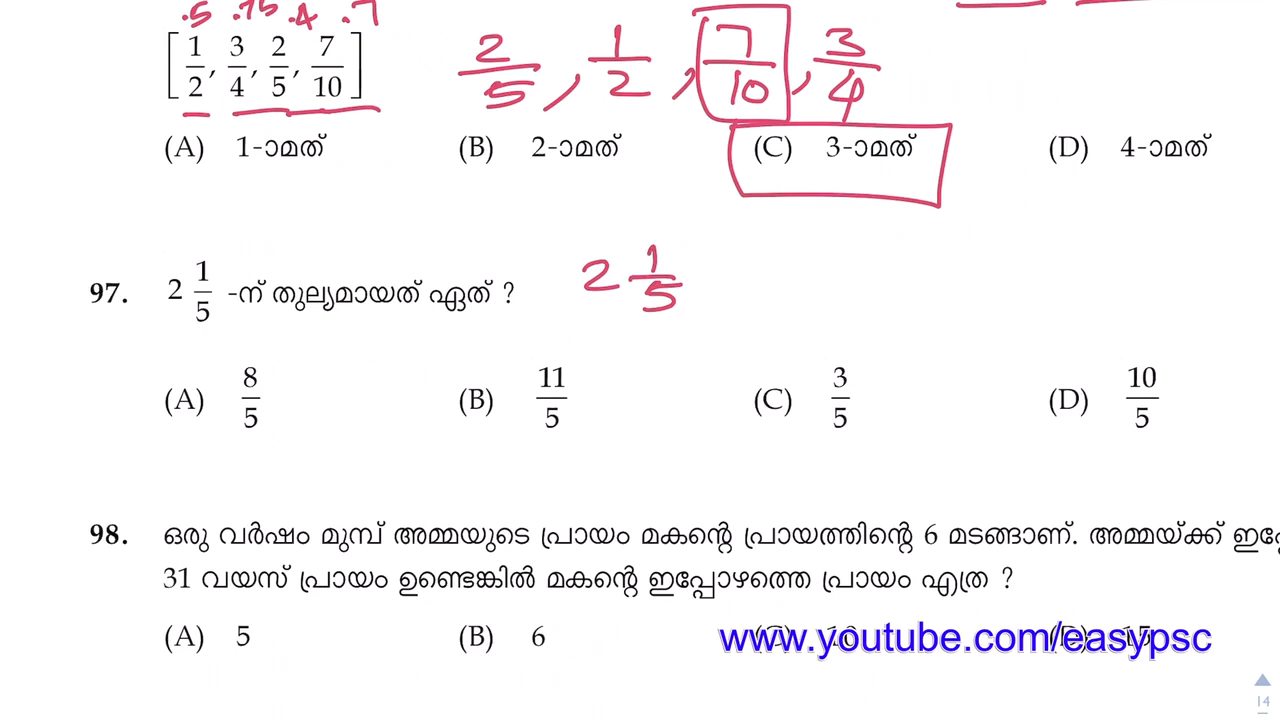 .5 .75 .4 .7
[1/2, 3/4, 2/5, 7/10] 2/5, 1/2, 7/10, 3/4
(A) 1-ാമത് (B) 2-ാമത് (C) 3-ാമത് (D) 4-ാമത്
97. 2 1/5 -ന് തുല്യമായത് ഏത് ? 2 1/5
(A) 8/5 (B) 11/5 (C) 3/5 (D) 10/5
98. ഒരു വർഷം മുമ്പ് അമ്മയുടെ പ്രായം മകന്റെ പ്രായത്തിന്റെ 6 മടങ്ങാണ്. അമ്മയ്ക്ക്
31 വയസ് പ്രായം ഉണ്ടെങ്കിൽ മകന്റെ ഇപ്പോഴത്തെ പ്രായം എത്ര ?
(A) 5 (B) 6 www.youtube.com/easypsc
14